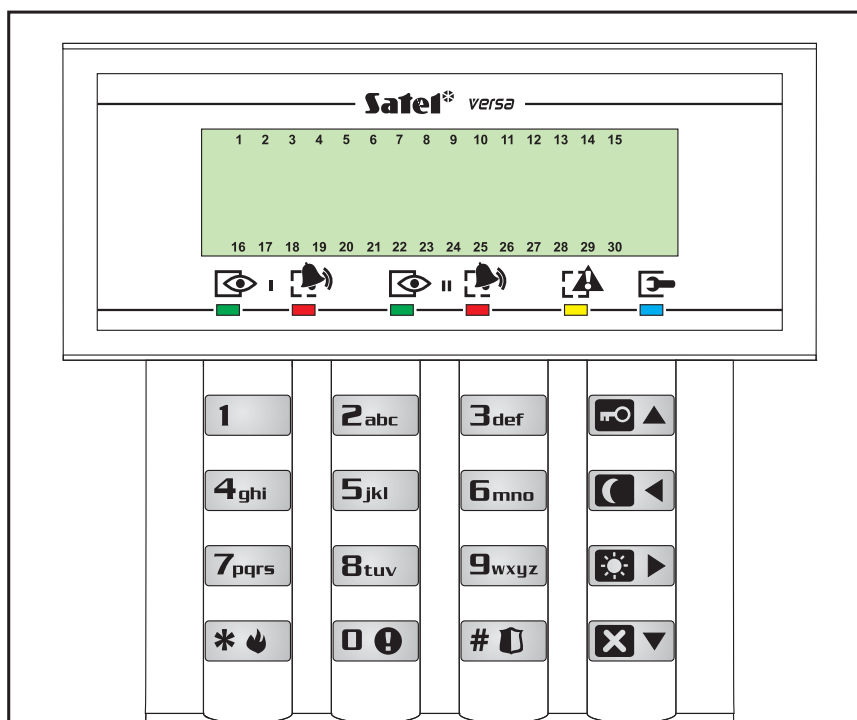 Satel versa
1 2 3 4 5 6 7 8 9 10 11 12 13 14 15
16 17 18 19 20 21 22 23 24 25 26 27 28 29 30
I II
1 2abc 3def
4ghi 5jkl 6mno
7pqrs 8tuv 9wxyz
* 0 #